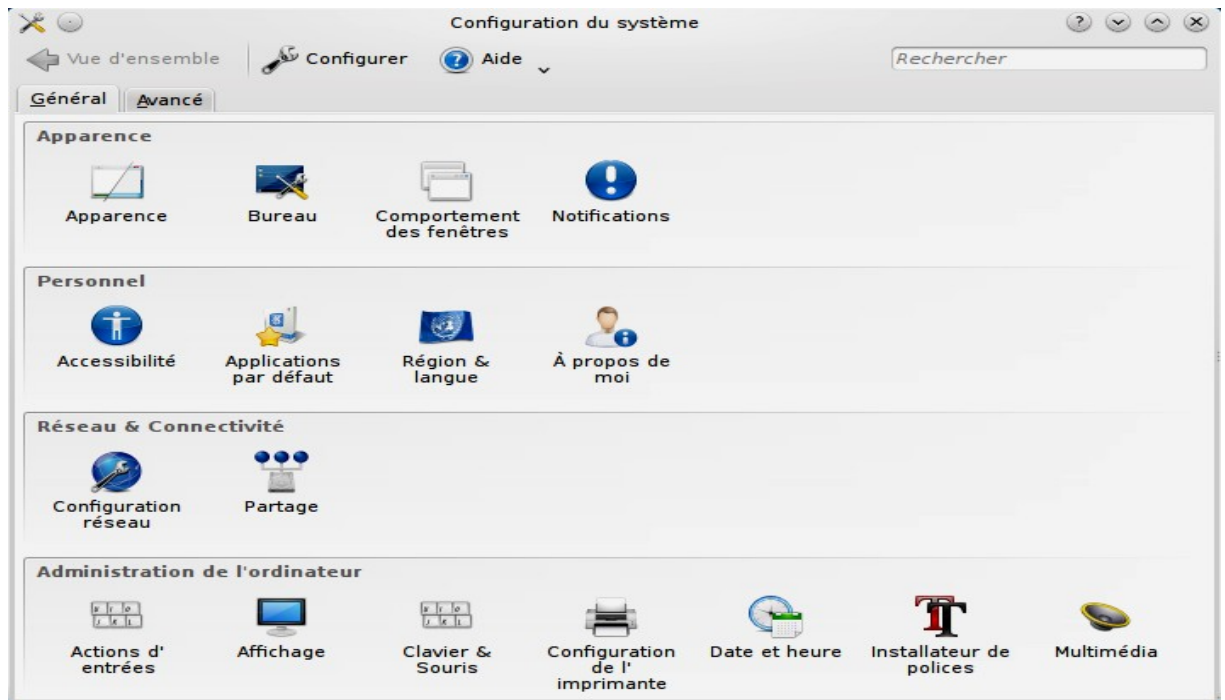 Configuration du système
Vue d'ensemble Configurer Aide Rechercher
Général Avancé
Apparence
Apparence Bureau Comportement des fenêtres Notifications
Personnel
Accessibilité Applications par défaut Région & langue À propos de moi
Réseau & Connectivité
Configuration réseau Partage
Administration de l'ordinateur
Actions d' entrées Affichage Clavier & Souris Configuration de l' imprimante Date et heure Installateur de polices Multimédia